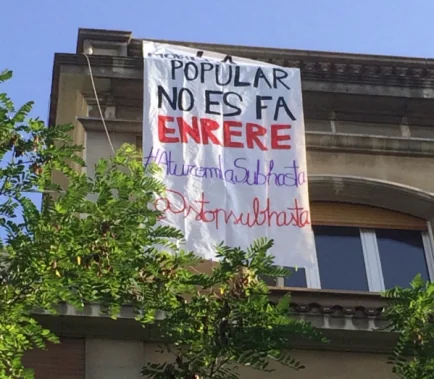 POPULAR
NO ES FA
ENRERE
#AturemlaSubhasta
@stopsubhasta